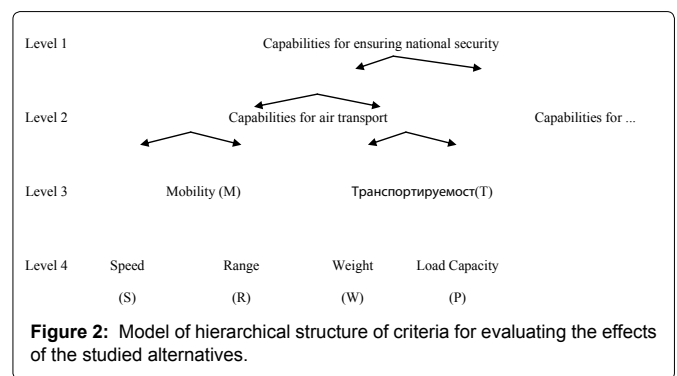 Level 1 Capabilities for ensuring national security
Level 2 Capabilities for air transport Capabilities for ...
Level 3 Mobility (M) Транспортируемост(T)
Level 4 Speed Range Weight Load Capacity
(S) (R) (W) (P)
Figure 2: Model of hierarchical structure of criteria for evaluating the effects
of the studied alternatives.